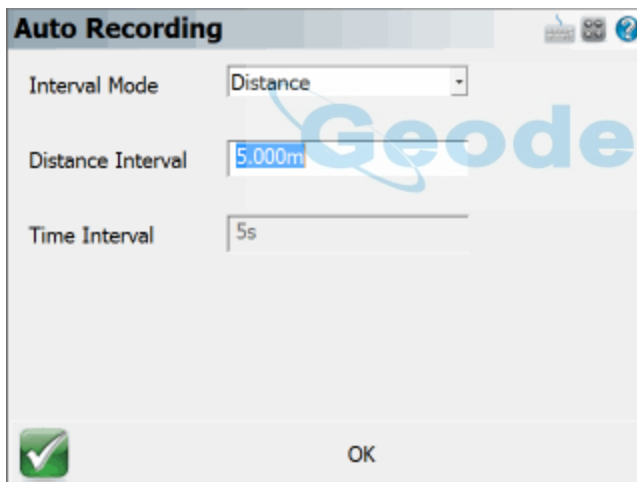 Auto Recording
Interval Mode
Distance
Geode
Distance Interval
5.000m
Time Interval
5s
OK